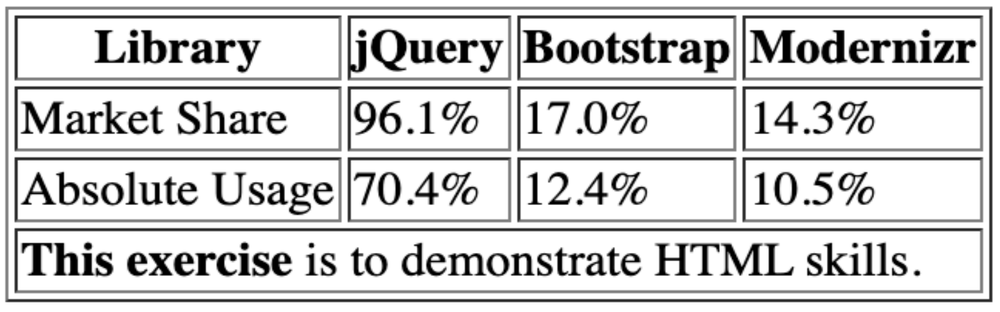 Library jQuery Bootstrap Modernizr
Market Share 96.1% 17.0% 14.3%
Absolute Usage 70.4% 12.4% 10.5%
This exercise is to demonstrate HTML skills.